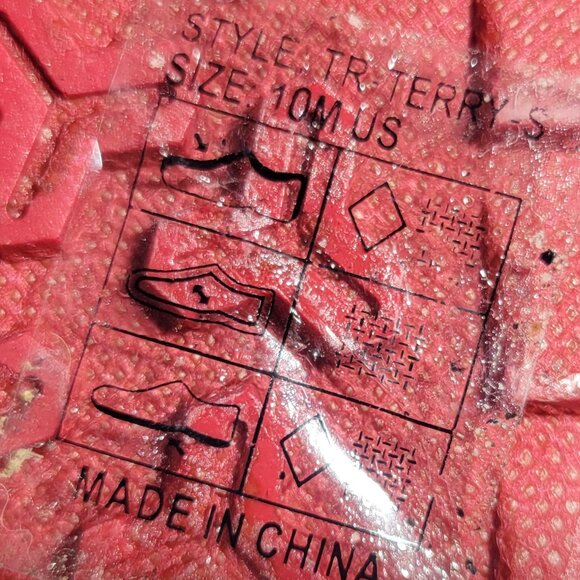 STYLE: TR-TERRY-S
SIZE: 10M US
MADE IN CHINA